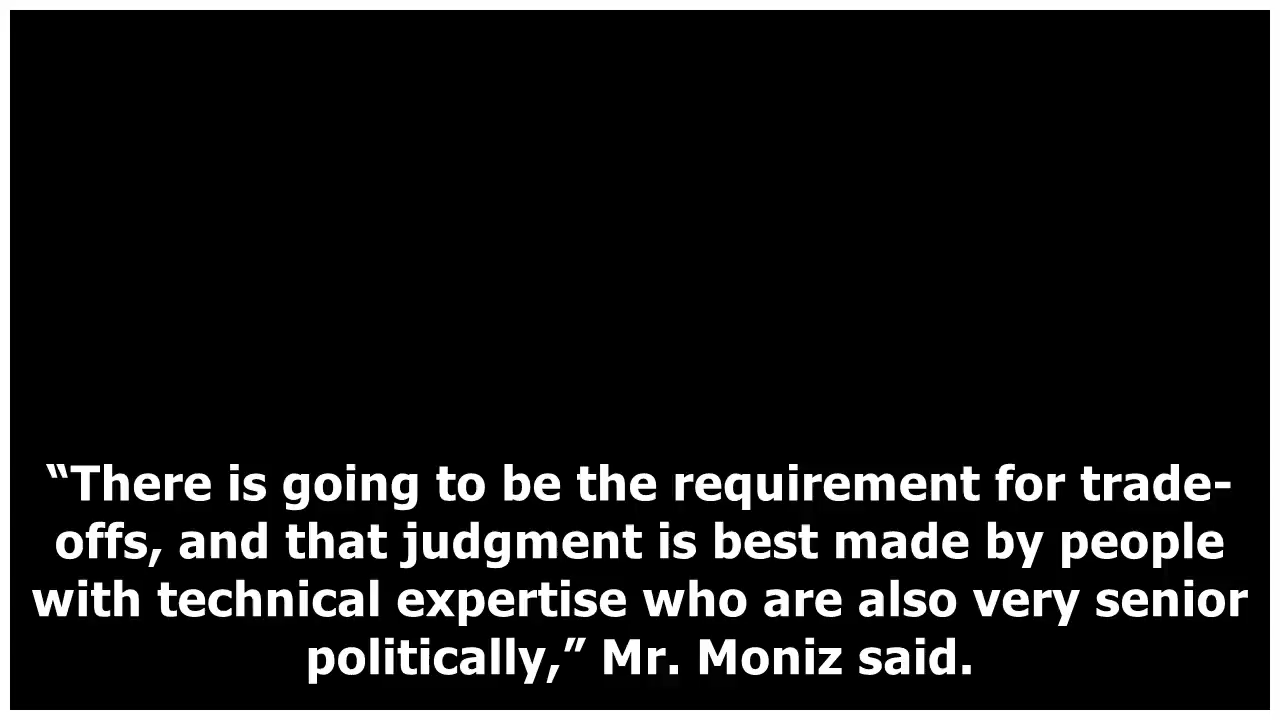 “There is going to be the requirement for trade-
offs, and that judgment is best made by people
with technical expertise who are also very senior
politically,” Mr. Moniz said.